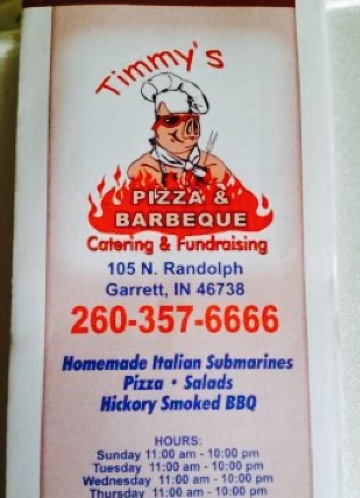 Timmy's
PIZZA &
BARBEQUE
Catering & Fundraising
105 N. Randolph
Garrett, IN 46738
260-357-6666
Homemade Italian Submarines
Pizza • Salads
Hickory Smoked BBQ
HOURS:
Sunday 11:00 am - 10:00 pm
Tuesday 11:00 am - 10:00 pm
Wednesday 11:00 am - 10:00 pm
Thursday 11:00 am - 10:00 pm